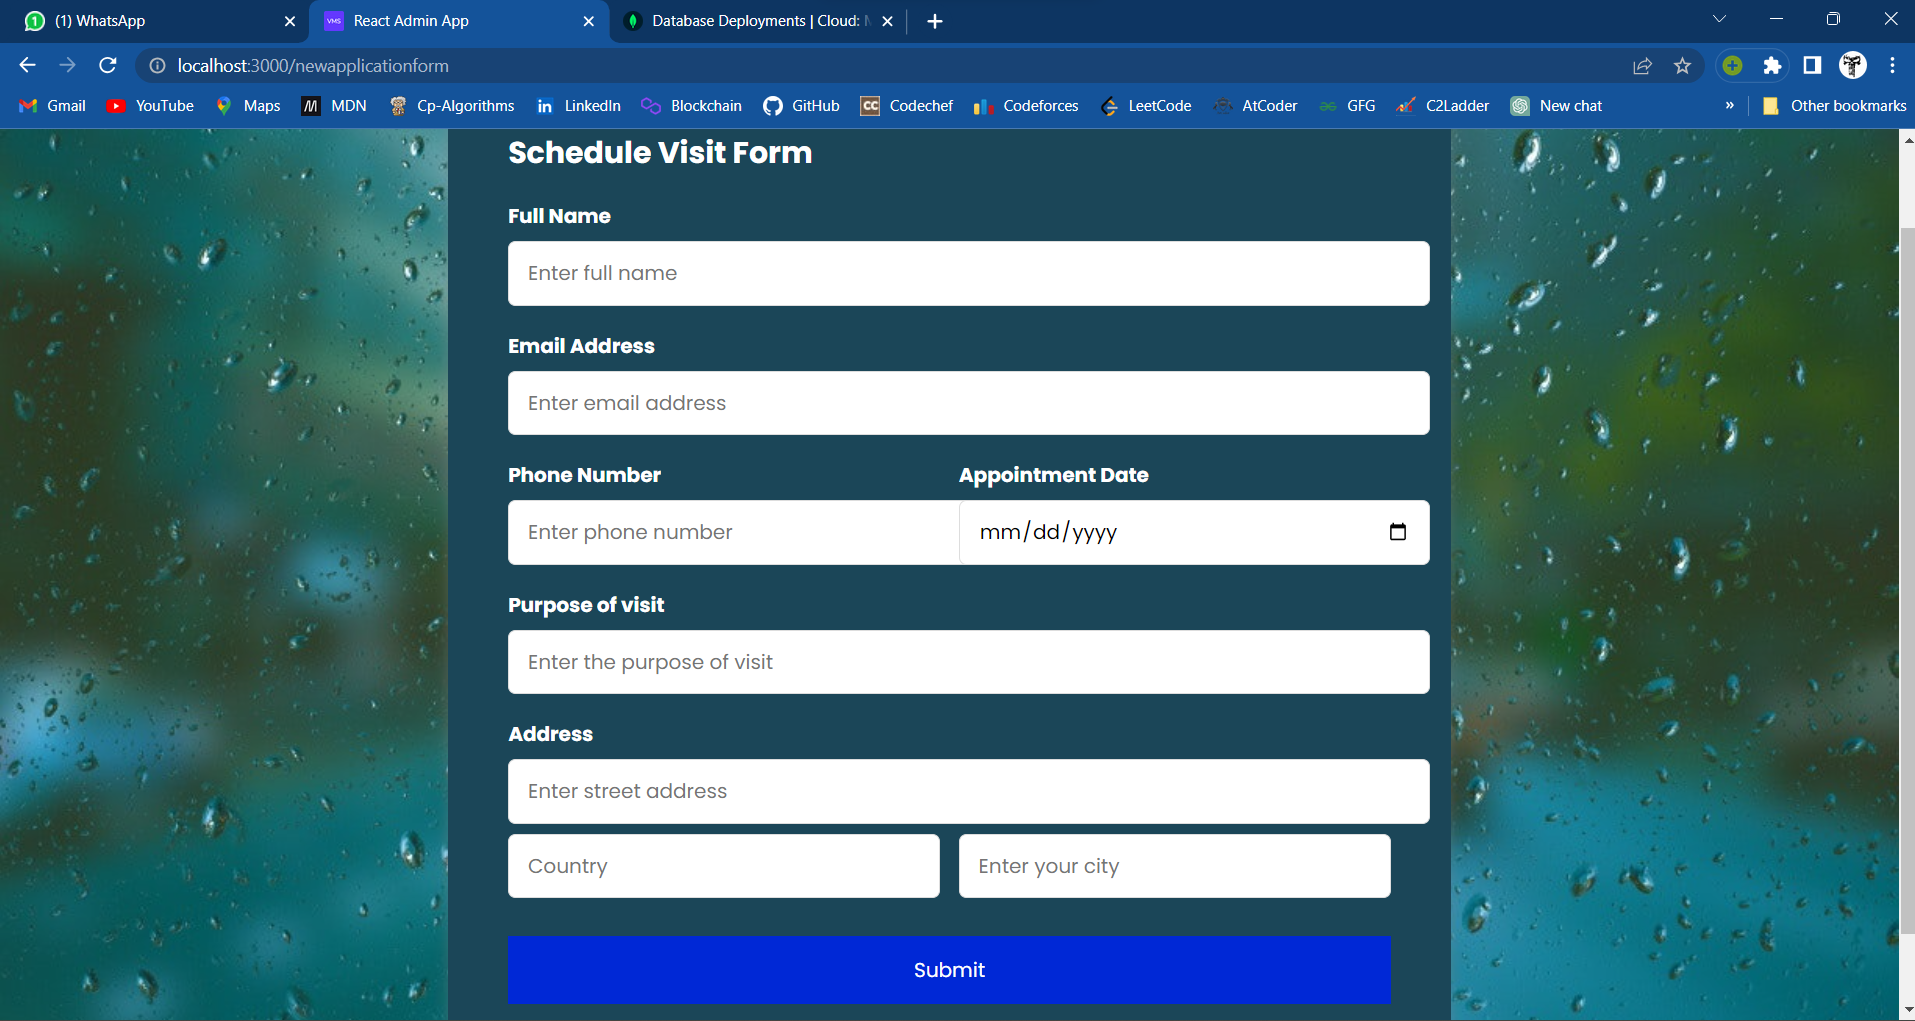 (1) WhatsApp
VMS React Admin App
Database Deployments | Cloud:
localhost:3000/newapplicationform
Gmail YouTube Maps M MDN Cp-Algorithms in LinkedIn Blockchain GitHub CC Codechef Codeforces LeetCode AtCoder GFG C2Ladder New chat » Other bookmarks
Schedule Visit Form
Full Name
Enter full name
Email Address
Enter email address
Phone Number Appointment Date
Enter phone number mm/dd/yyyy
Purpose of visit
Enter the purpose of visit
Address
Enter street address
Country Enter your city
Submit